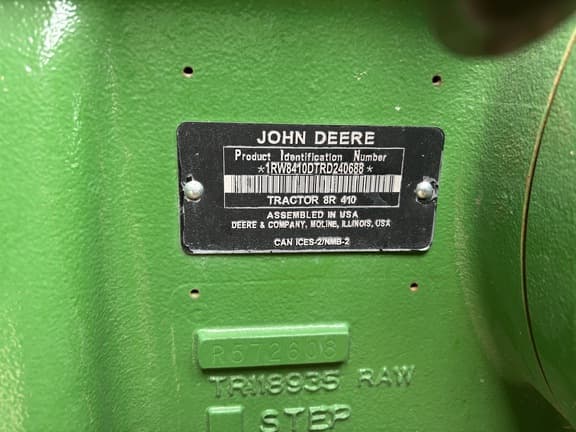 JOHN DEERE
Product Identification Number
*1RW8410DTRD240688*
TRACTOR 8R 410
ASSEMBLED IN USA
DEERE & COMPANY, MOLINE, ILLINOIS, USA
CAN ICES-2/NMB-2
R572606
TR118935 RAW
STEP